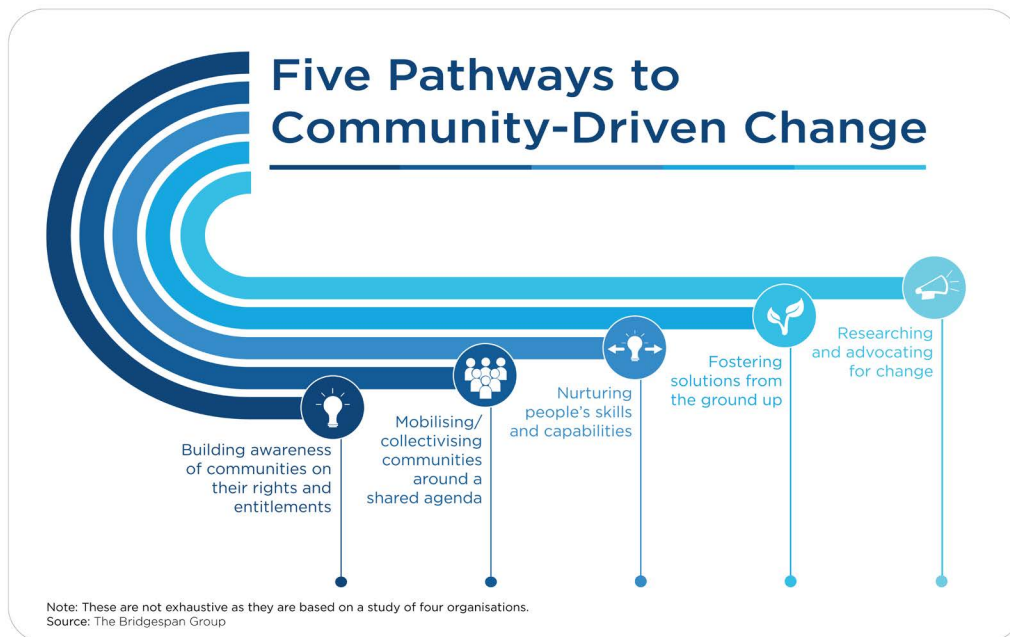 Five Pathways to
Community-Driven Change
Building awareness
of communities on
their rights and
entitlements
Mobilising/
collectivising
communities
around a
shared agenda
Nurturing
people's skills
and capabilities
Fostering
solutions from
the ground up
Researching
and advocating
for change
Note: These are not exhaustive as they are based on a study of four organisations.
Source: The Bridgespan Group